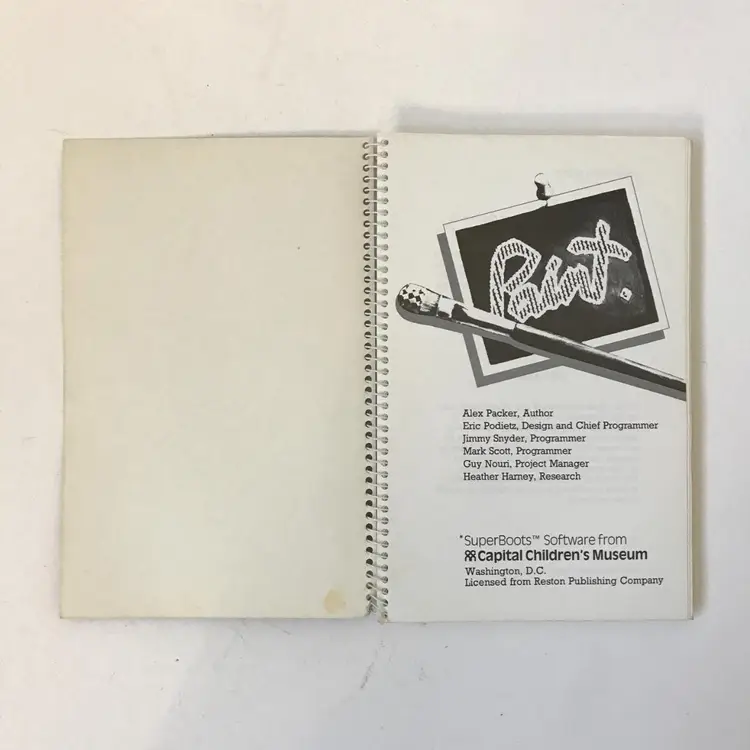 Paint.
Alex Packer, Author
Eric Podietz, Design and Chief Programmer
Jimmy Snyder, Programmer
Mark Scott, Programmer
Guy Nouri, Project Manager
Heather Harney, Research
*SuperBoots™ Software from
Capital Children's Museum
Washington, D.C.
Licensed from Reston Publishing Company